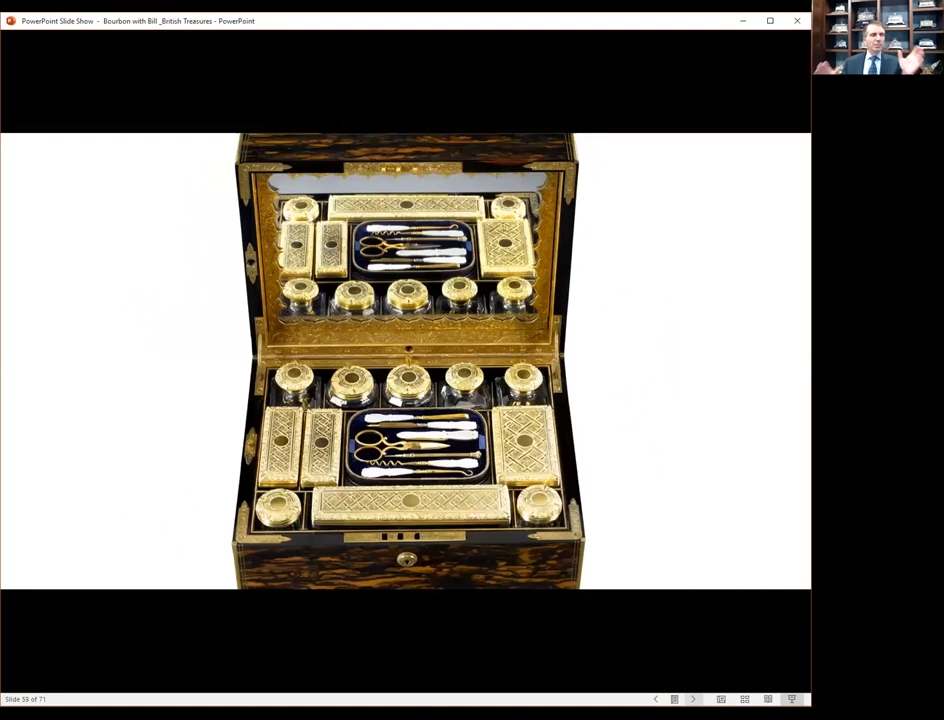 PowerPoint Slide Show - Bourbon with Bill _British Treasures - PowerPoint
Slide 59 of 71